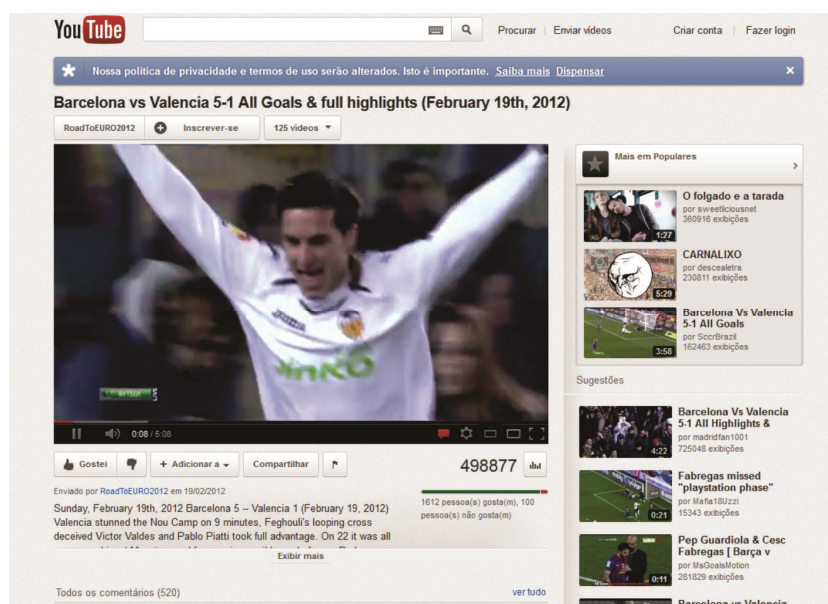 YouTube
Procurar
Enviar vídeos
Criar conta
Fazer login
Nossa política de privacidade e termos de uso serão alterados. Isto é importante. Saiba mais Dispensar
Barcelona vs Valencia 5-1 All Goals & full highlights (February 19th, 2012)
RoadToEURO2012
Inscrever-se
125 vídeos
0:08 / 5:08
Gostei
+ Adicionar a
Compartilhar
498877
Enviado por RoadToEURO2012 em 19/02/2012
Sunday, February 19th, 2012 Barcelona 5 -- Valencia 1 (February 19, 2012)
Valencia stunned the Nou Camp on 9 minutes, Feghouli's looping cross
deceived Victor Valdes and Pablo Piatti took full advantage. On 22 it was all
1612 pessoa(s) gosta(m), 100
pessoa(s) não gosta(m)
Exibir mais
Todos os comentários (520)
ver tudo
Mais em Populares
O folgado e a tarada
por sweetliciousnet
360916 exibições
1:27
CARNALIXO
por descealetra
230811 exibições
5:29
Barcelona Vs Valencia
5-1 All Goals
por SccrBrazil
162463 exibições
3:58
Sugestões
Barcelona Vs Valencia
5-1 All Highlights &
por madridfan1001
725048 exibições
4:22
Fabregas missed
"playstation phase"
por Mafia18Uzzi
15343 exibições
0:21
Pep Guardiola & Cesc
Fabregas [ Barça v
por MsGoalsMotion
281829 exibições
0:11
Barcelona vs Valencia